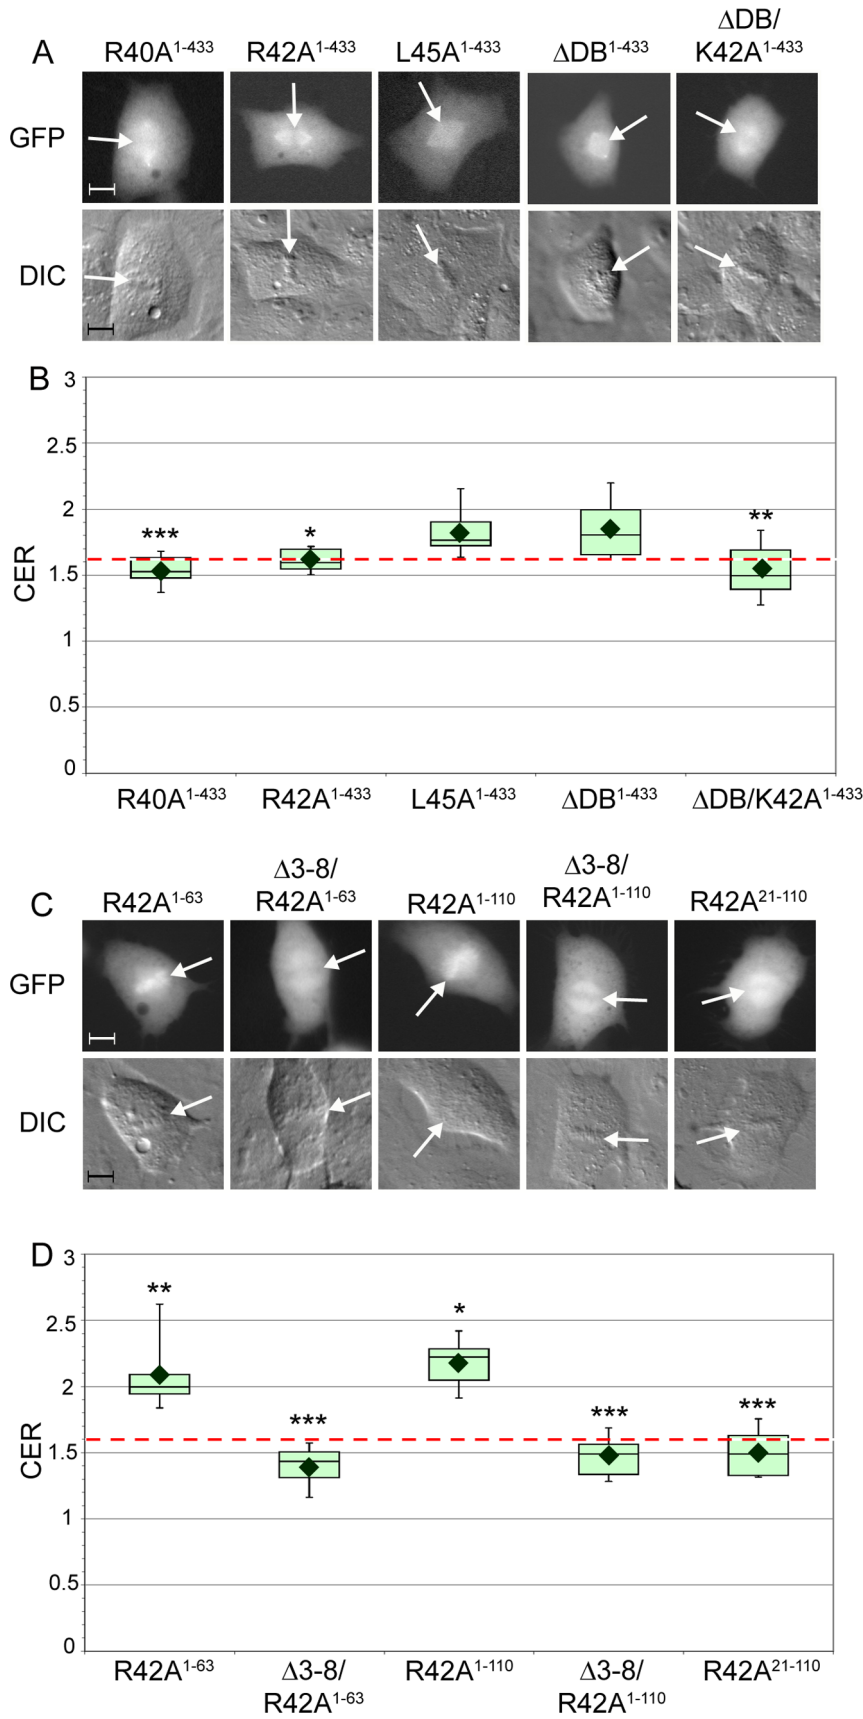 A
R40A¹⁻⁴³³
R42A¹⁻⁴³³
L45A¹⁻⁴³³
ΔDB¹⁻⁴³³
ΔDB/
K42A¹⁻⁴³³
GFP
DIC
B
3
2.5
2
1.5
1
0.5
0
CER
***
*
**
R40A¹⁻⁴³³
R42A¹⁻⁴³³
L45A¹⁻⁴³³
ΔDB¹⁻⁴³³
ΔDB/K42A¹⁻⁴³³
C
R42A¹⁻⁶³
Δ3-8/
R42A¹⁻⁶³
R42A¹⁻¹¹⁰
Δ3-8/
R42A¹⁻¹¹⁰
R42A²¹⁻¹¹⁰
GFP
DIC
D
3
2.5
2
1.5
1
0.5
0
CER
**
***
*
***
***
R42A¹⁻⁶³
Δ3-8/
R42A¹⁻⁶³
R42A¹⁻¹¹⁰
Δ3-8/
R42A¹⁻¹¹⁰
R42A²¹⁻¹¹⁰